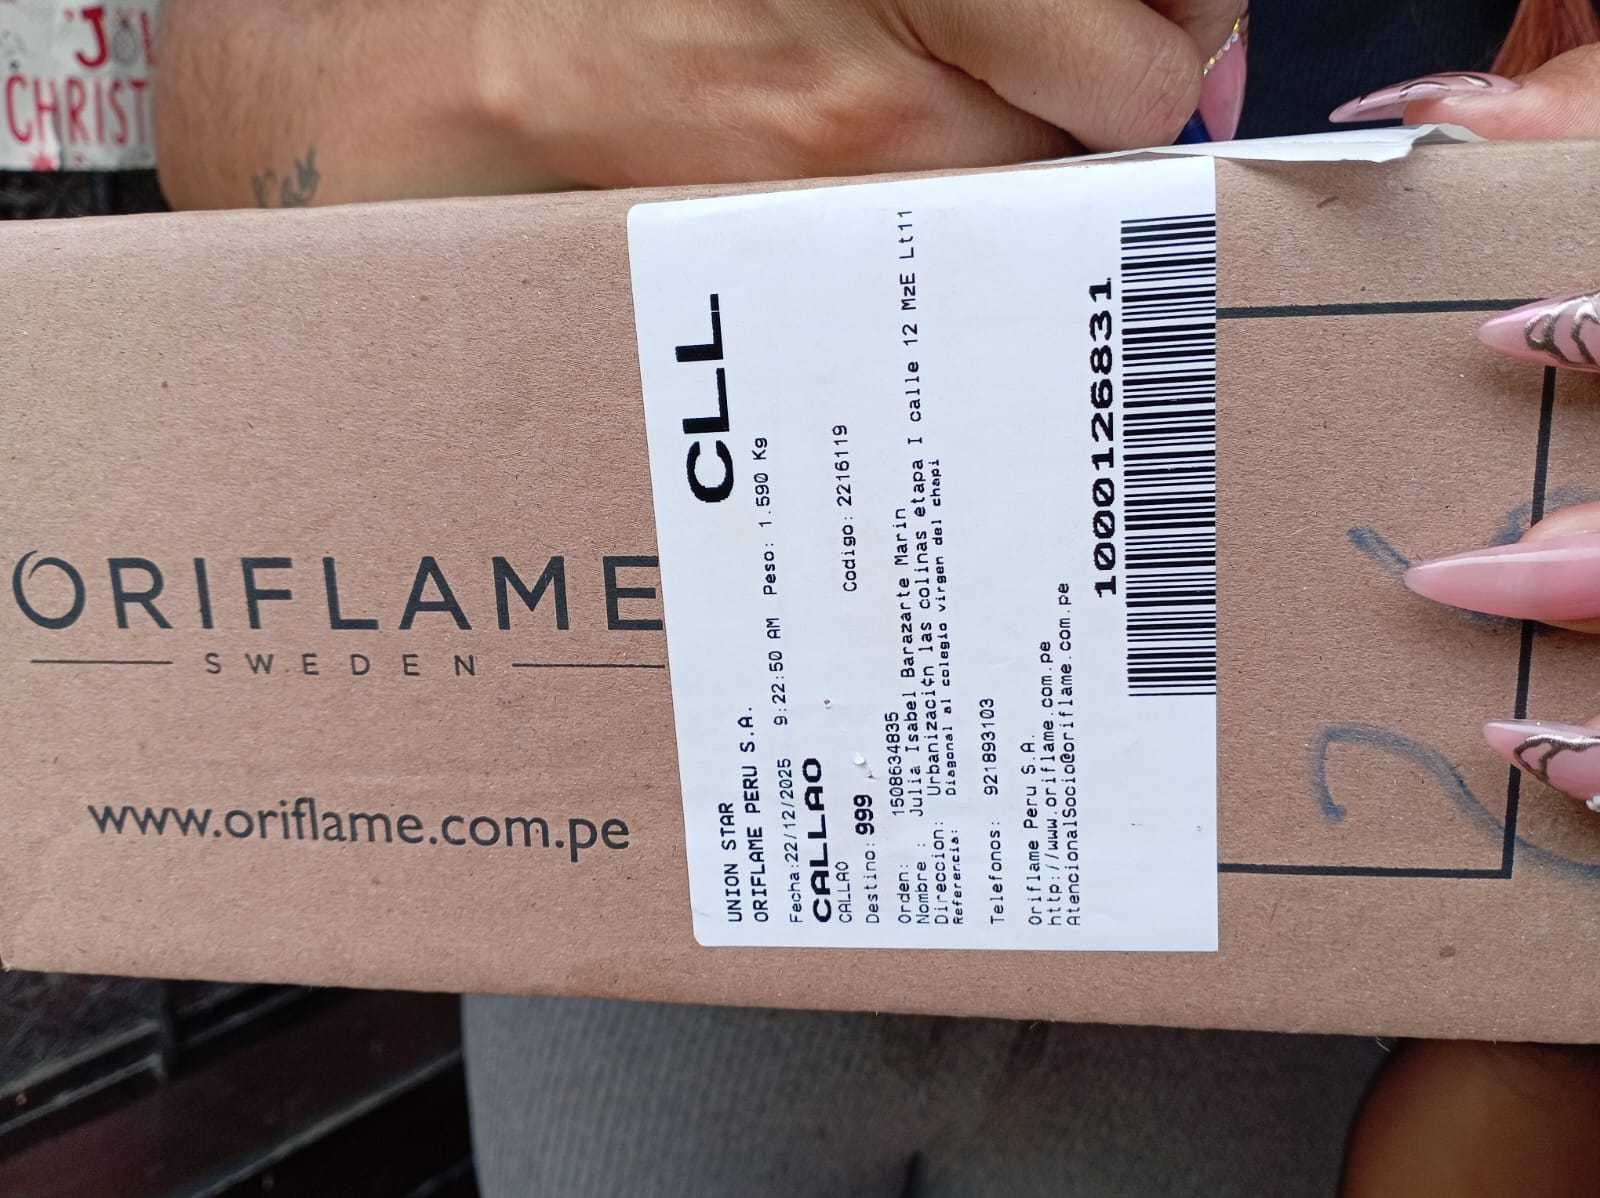 CHRIST
ORIFLAME
SWEDEN
www.oriflame.com.pe
CLL
UNION STAR
ORIFLAME PERU S.A.
Fecha:22/12/2025 9:22:50 AM Peso: 1.590 Kg
CALLAO
CALLAO
Destino: 999 Codigo: 2216119
Orden: 1508634835
Nombre : Julia Isabel Barazarte Marin
Direccion: Urbanizaci¢n las colinas etapa I calle 12 MzE Lt11
Referencia: Diagonal al colegio virgen del chapi
Telefonos: 921893103
Oriflame Peru S.A.
http://www.oriflame.com.pe
AtencionalSocio@oriflame.com.pe
1000126831